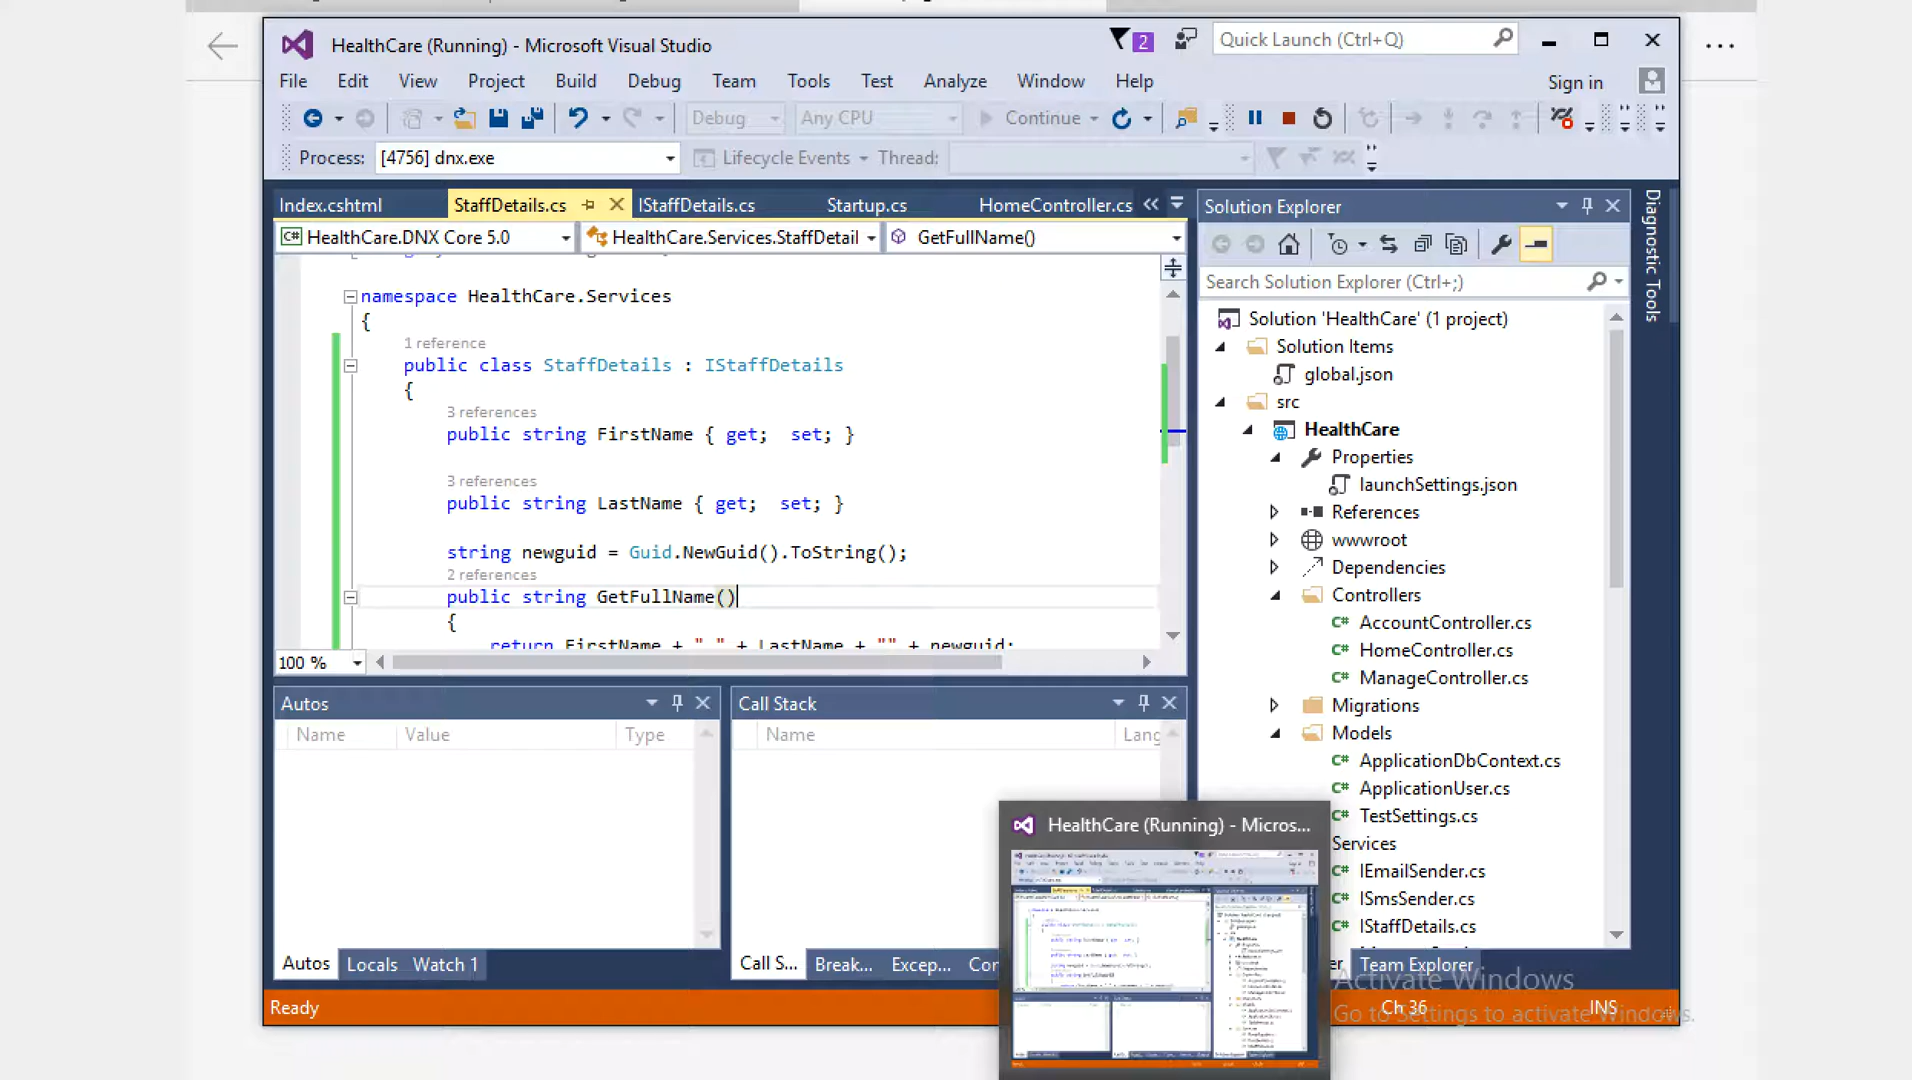 HealthCare (Running) - Microsoft Visual Studio
2
Quick Launch (Ctrl+Q)
File Edit View Project Build Debug Team Tools Test Analyze Window Help
Sign in
Debug Any CPU Continue
Process: [4756] dnx.exe Lifecycle Events Thread:
Index.cshtml StaffDetails.cs IStaffDetails.cs Startup.cs HomeController.cs
HealthCare.DNX Core 5.0 HealthCare.Services.StaffDetail GetFullName()
namespace HealthCare.Services
{
1 reference
public class StaffDetails : IStaffDetails
{
3 references
public string FirstName { get; set; }
3 references
public string LastName { get; set; }
string newguid = Guid.NewGuid().ToString();
2 references
public string GetFullName()
{
return FirstName + " " + LastName + "" + newguid;
100 %
Autos
Name Value Type
Autos Locals Watch 1
Call Stack
Name Lang
Call S... Break... Excep... Con
Solution Explorer
Search Solution Explorer (Ctrl+;)
Solution 'HealthCare' (1 project)
Solution Items
global.json
src
HealthCare
Properties
launchSettings.json
References
wwwroot
Dependencies
Controllers
AccountController.cs
HomeController.cs
ManageController.cs
Migrations
Models
ApplicationDbContext.cs
ApplicationUser.cs
TestSettings.cs
Services
IEmailSender.cs
ISmsSender.cs
IStaffDetails.cs
er Team Explorer
Diagnostic Tools
HealthCare (Running) - Micros...
Activate Windows
Go to Settings to activate Windows.
Ready Ch 36 INS